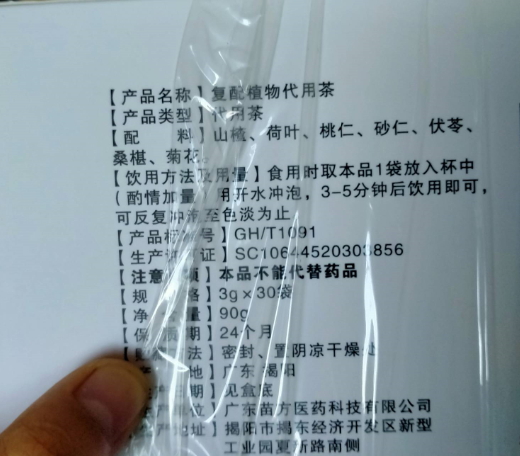 【产品名称】复配植物代用茶
【产品类型】代用茶
【配 料】山楂、荷叶、桃仁、砂仁、茯苓、
桑椹、菊花。
【饮用方法及用量】食用时取本品1袋放入杯中
(酌情加量 用开水冲泡，3-5分钟后饮用即可，
可反复冲泡至色淡为止
【产品标 号】GH/T1091
【生产许 证】SC10644520303856
【注意 项】本品不能代替药品
【规 格】3g×30袋
【净 量】90g
【保 期】24个月
法】密封、置阴凉干燥处
地】广东 揭阳
日期】见盒底
单位】广东苗方医药科技有限公司
产地址】揭阳市揭东经济开发区新型
工业园夏新路南侧